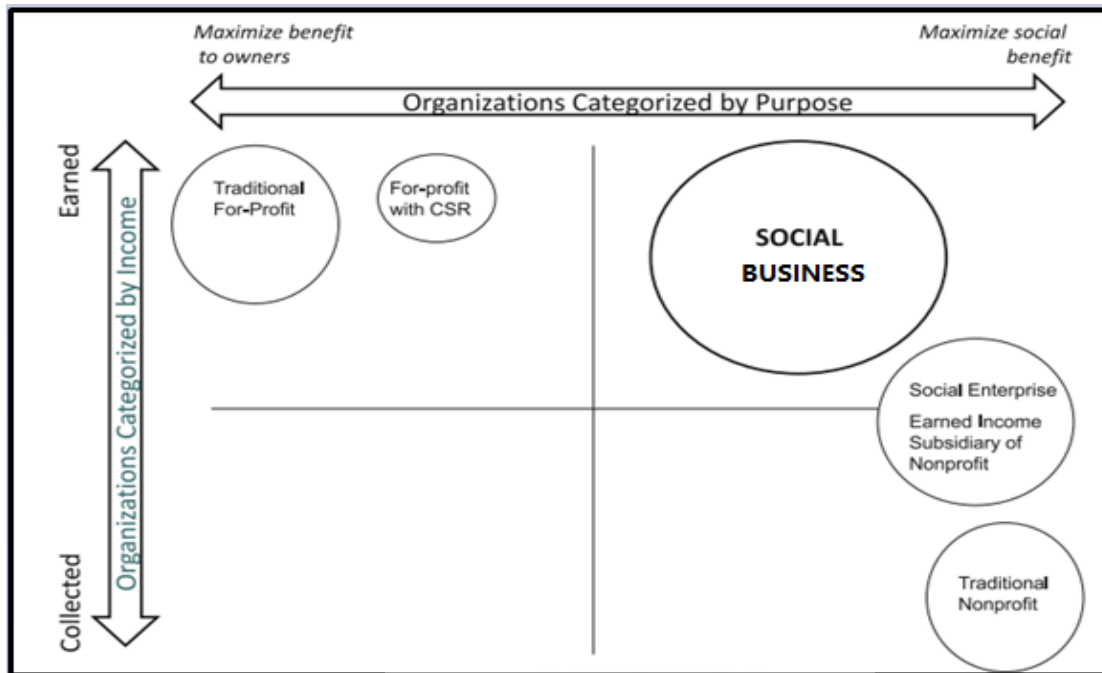 Maximize benefit
to owners
Maximize social
benefit
Organizations Categorized by Purpose
Earned
Organizations Categorized by Income
Collected
Traditional
For-Profit
For-profit
with CSR
SOCIAL
BUSINESS
Social Enterprise
Earned Income
Subsidiary of
Nonprofit
Traditional
Nonprofit